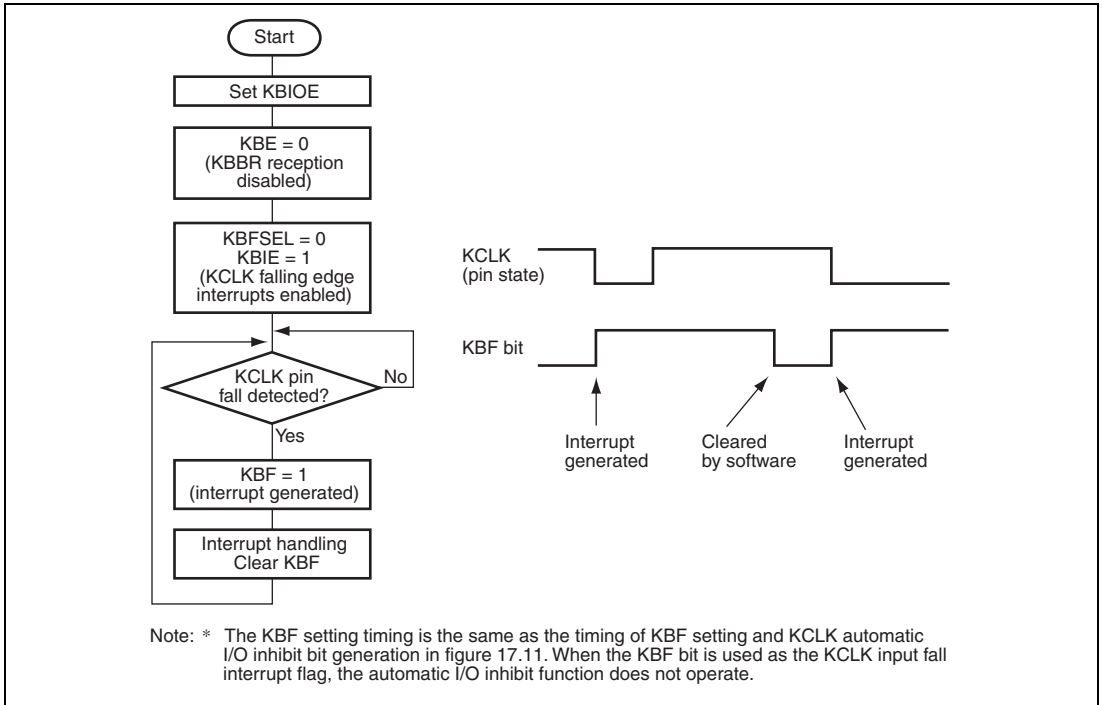 Start
Set KBIOE
KBE = 0
(KBBR reception
disabled)
KBFSEL = 0
KBIE = 1
(KCLK falling edge
interrupts enabled)
KCLK pin
fall detected?
No
Yes
KBF = 1
(interrupt generated)
Interrupt handling
Clear KBF
KCLK
(pin state)
KBF bit
Interrupt
generated
Cleared
by software
Interrupt
generated
Note: * The KBF setting timing is the same as the timing of KBF setting and KCLK automatic
I/O inhibit bit generation in figure 17.11. When the KBF bit is used as the KCLK input fall
interrupt flag, the automatic I/O inhibit function does not operate.